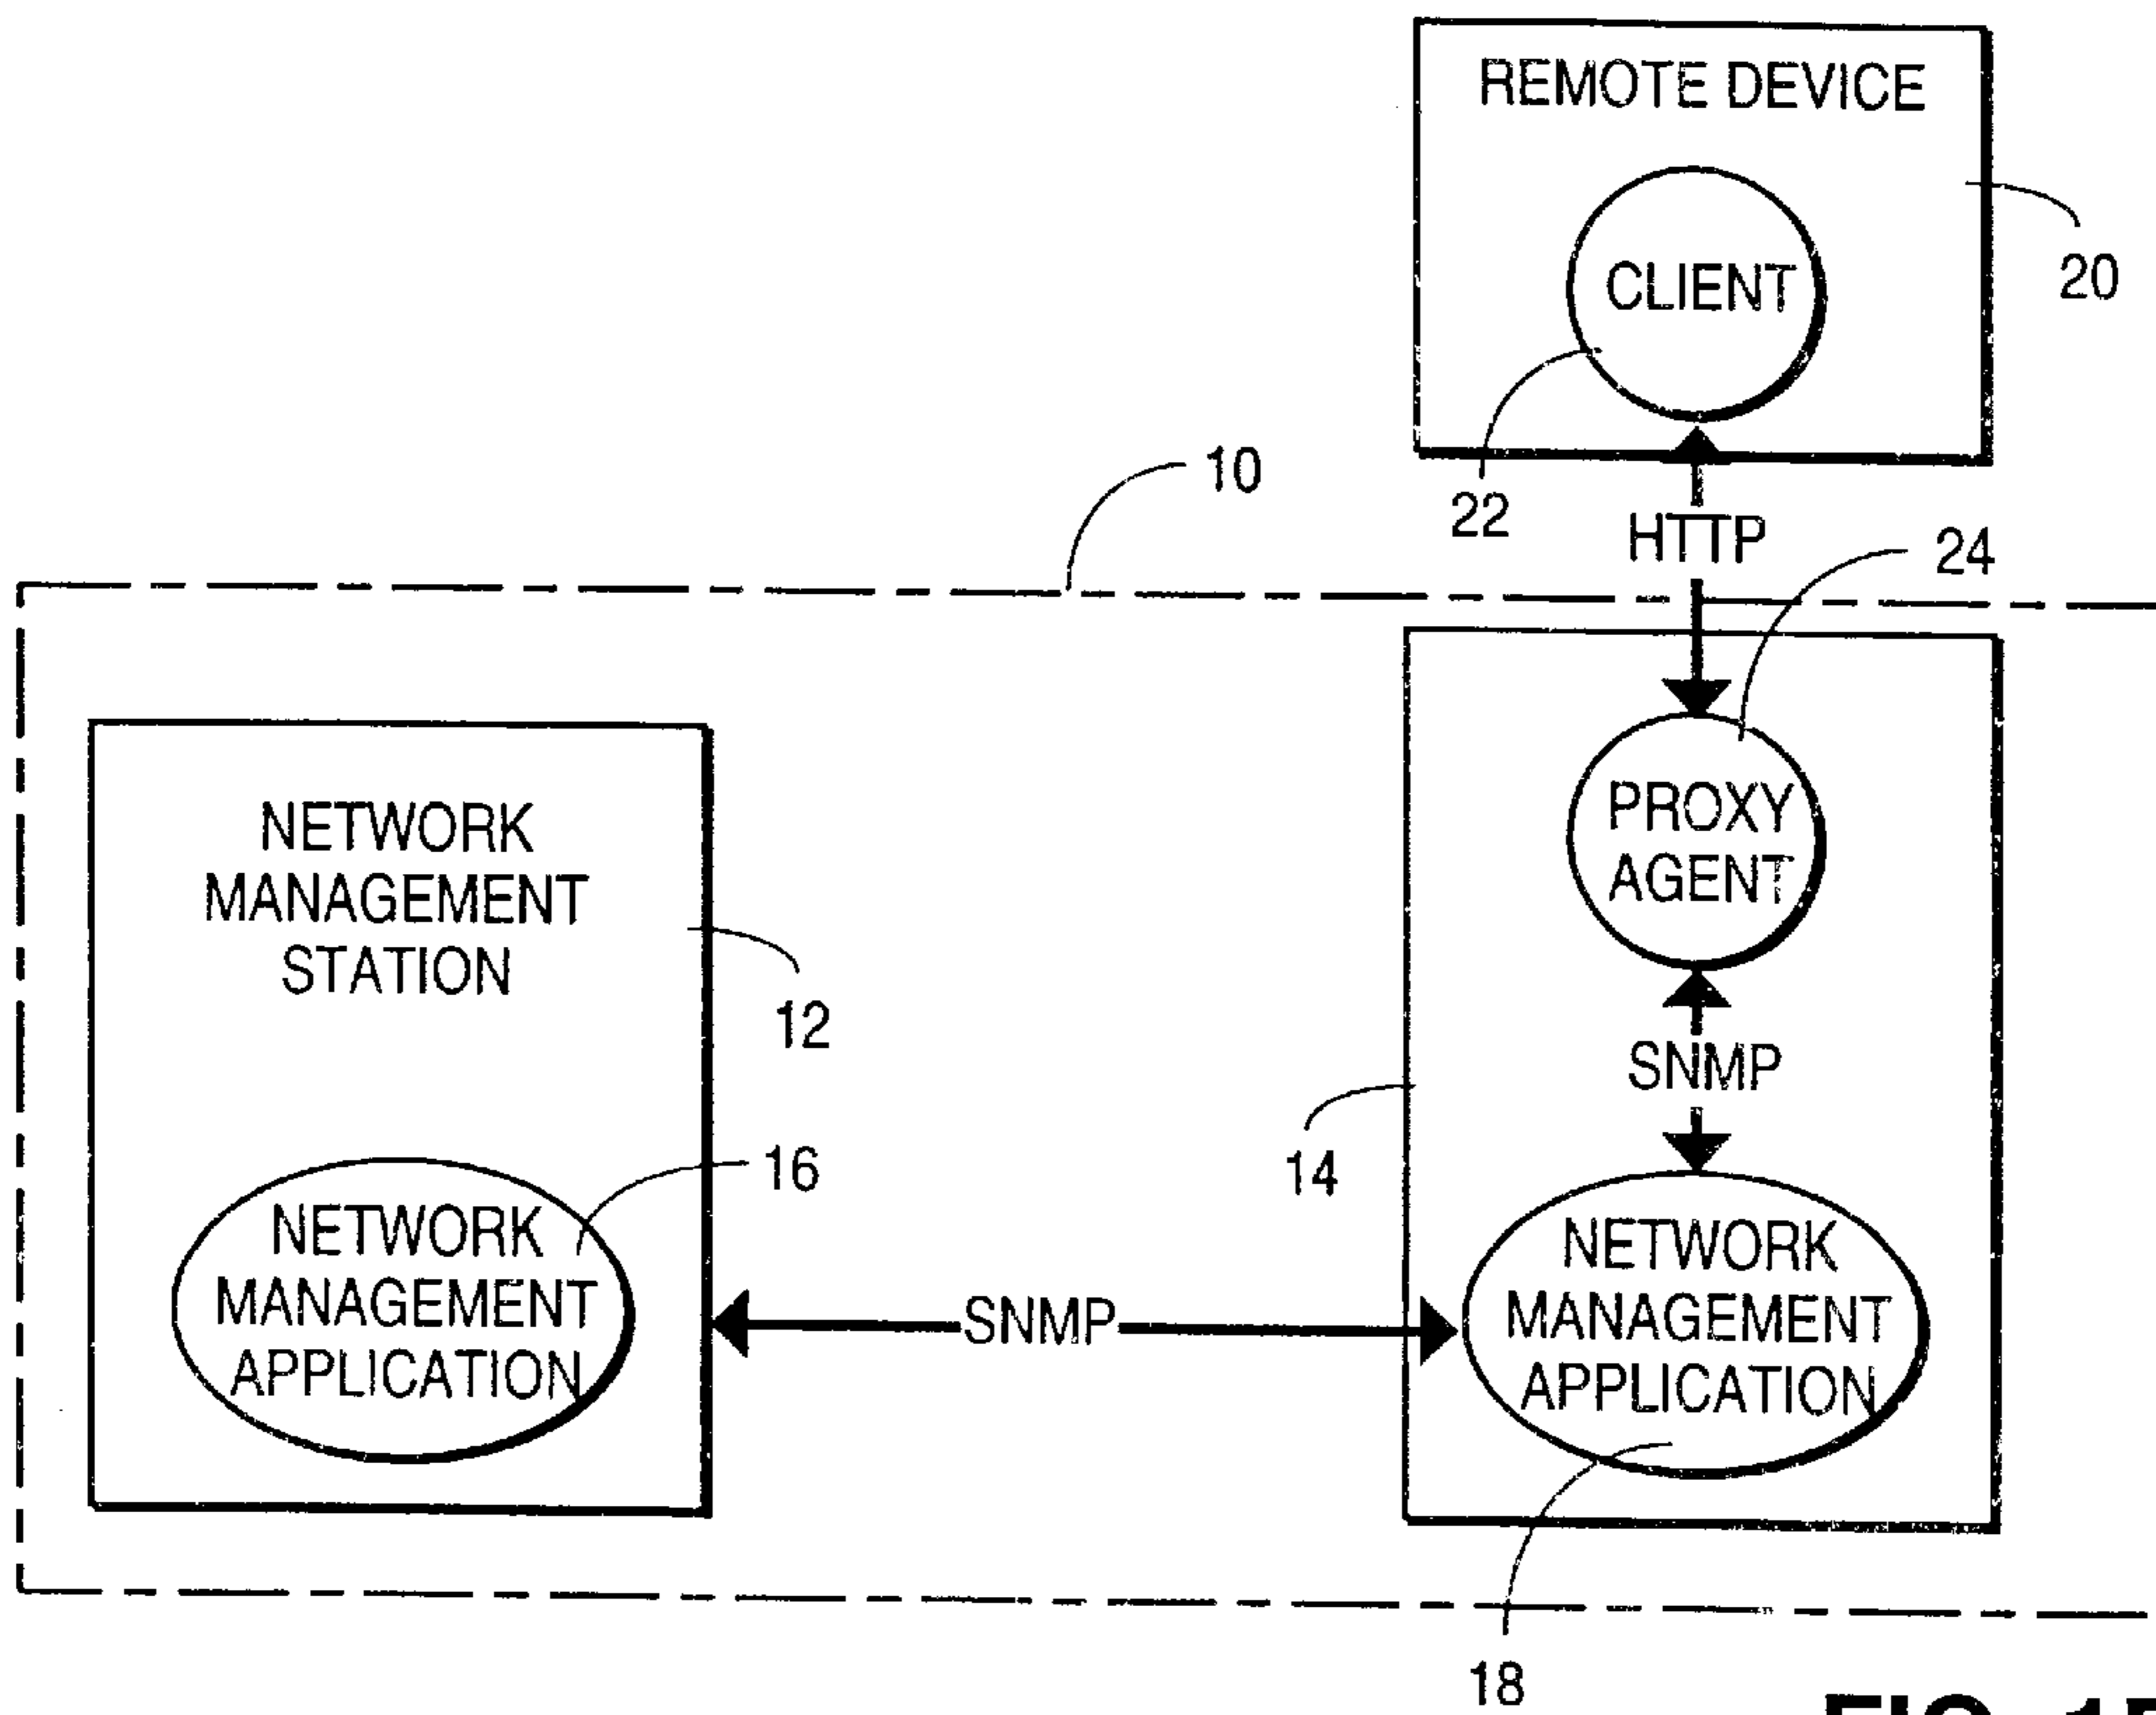 REMOTE DEVICE
CLIENT
20
22
10
HTTP
24
NETWORK
MANAGEMENT
STATION
12
PROXY
AGENT
SNMP
14
16
NETWORK
MANAGEMENT
APPLICATION
SNMP
NETWORK
MANAGEMENT
APPLICATION
18